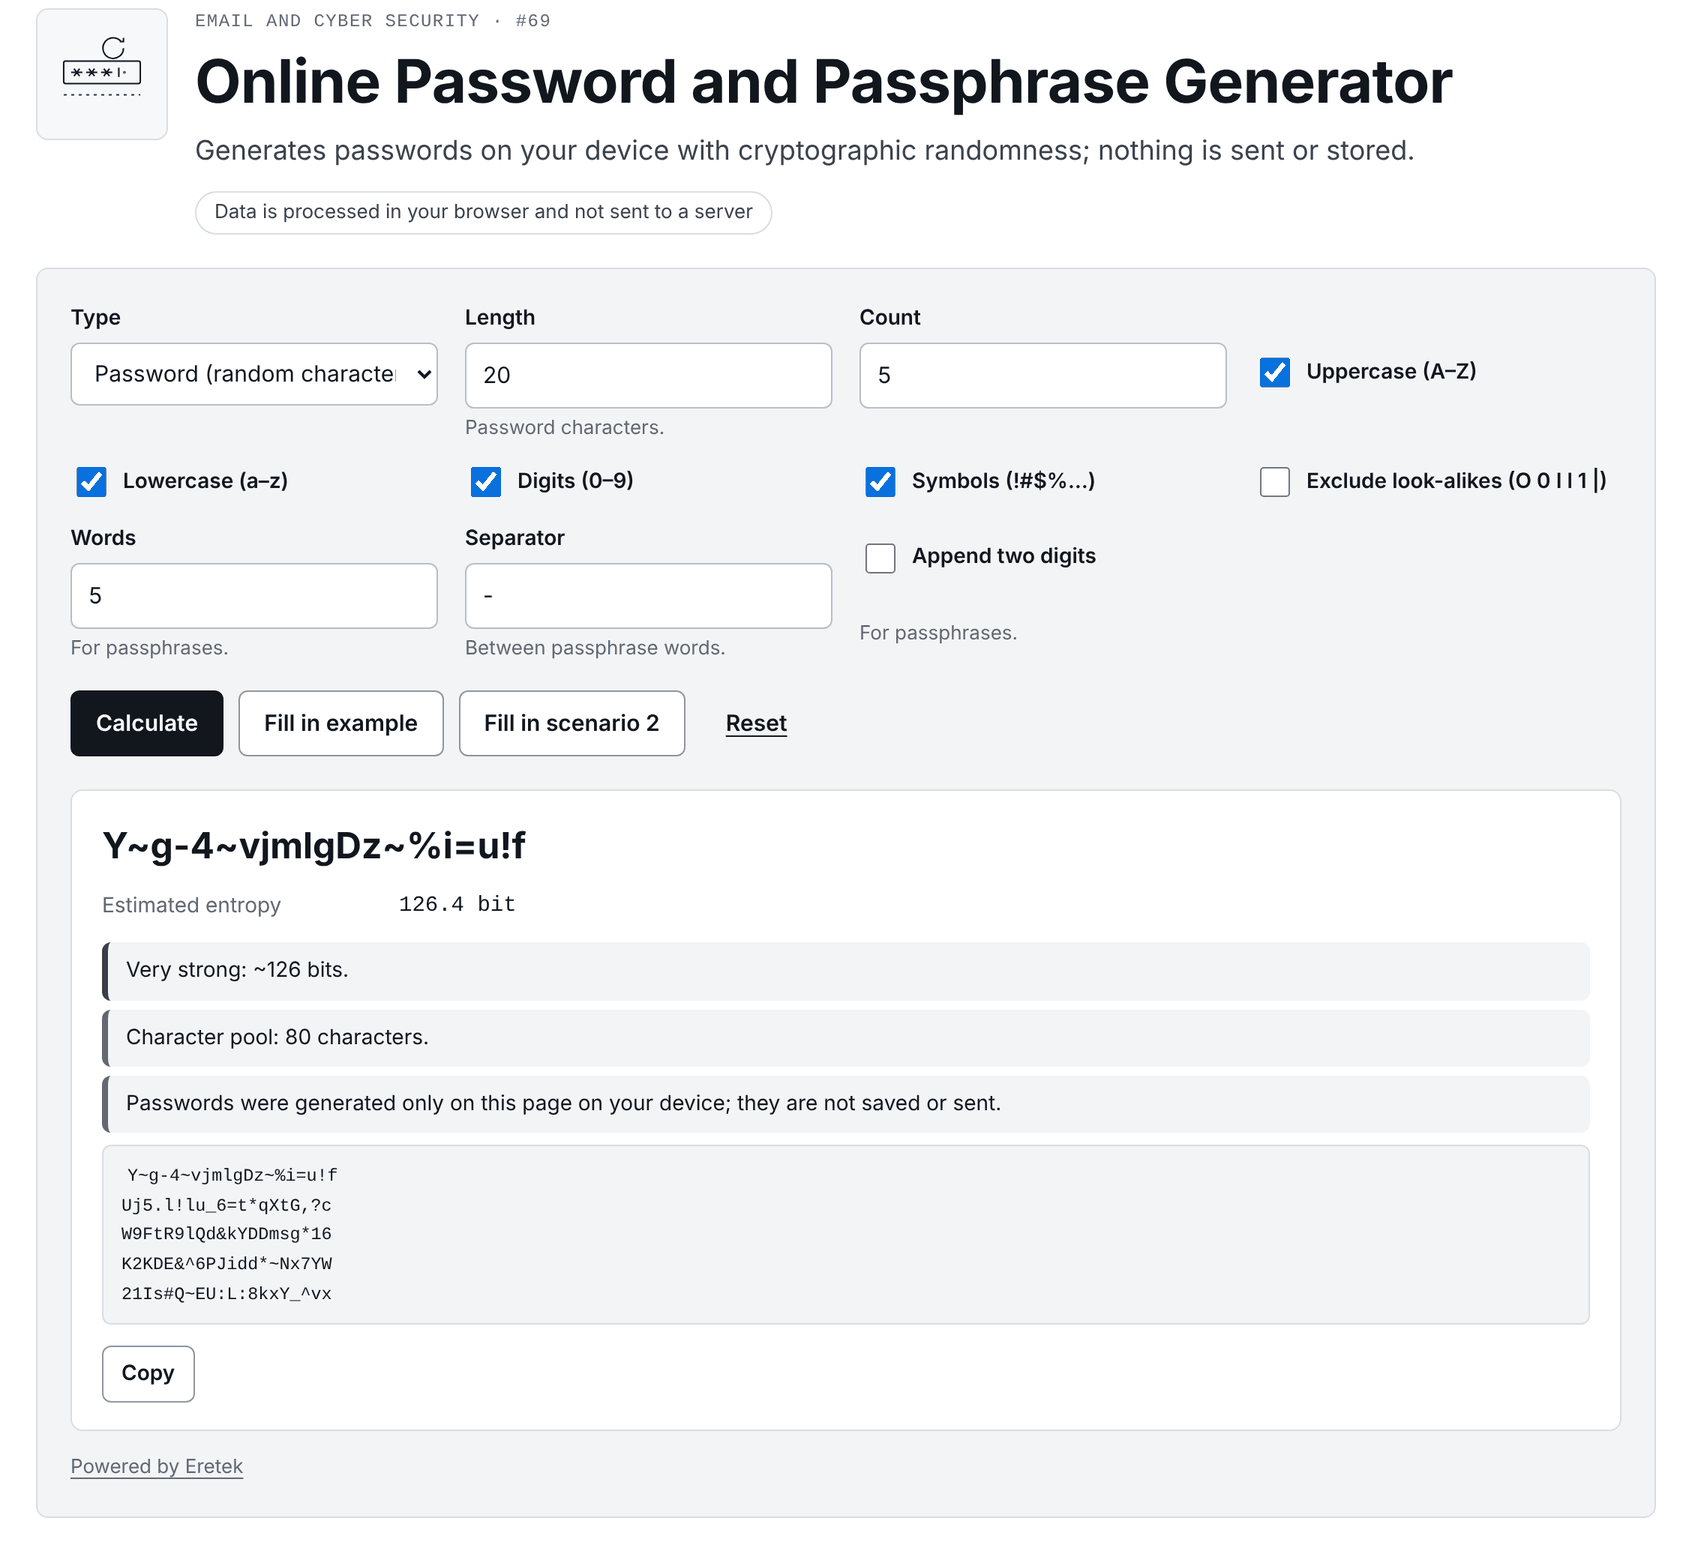 EMAIL AND CYBER SECURITY · #69
Online Password and Passphrase Generator
Generates passwords on your device with cryptographic randomness; nothing is sent or stored.
Data is processed in your browser and not sent to a server
Type
Length
Count
Password (random character
20
5
Uppercase (A–Z)
Password characters.
Lowercase (a–z)
Digits (0–9)
Symbols (!#$%…)
Exclude look-alikes (O 0 I l 1 |)
Words
Separator
Append two digits
5
-
For passphrases.
Between passphrase words.
For passphrases.
Calculate
Fill in example
Fill in scenario 2
Reset
Y~g-4~vjmlgDz~%i=u!f
Estimated entropy
126.4 bit
Very strong: ~126 bits.
Character pool: 80 characters.
Passwords were generated only on this page on your device; they are not saved or sent.
Y~g-4~vjmlgDz~%i=u!f
Uj5.l!lu_6=t*qXtG,?c
W9FtR9lQd&kYDDmsg*16
K2KDE&^6PJidd*~Nx7YW
21Is#Q~EU:L:8kxY_^vx
Copy
Powered by Eretek